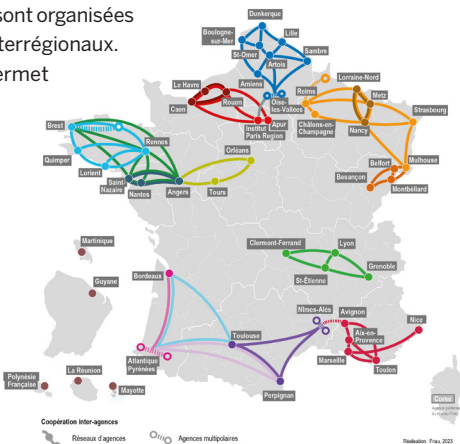 sont organisées
terrégionaux.
ermet
Dunkerque
Boulogne-
sur-Mer
Lille
St-Omer
Sambre
Artois
Amiens
Le Havre
Rouen
Caen
Oise-
les-Vallées
Institut
Paris Region
Apur
Reims
Lorraine-Nord
Metz
Châlons-en-
Champagne
Nancy
Strasbourg
Brest
Rennes
Quimper
Lorient
Saint-
Nazaire
Nantes
Angers
Orléans
Tours
Belfort
Mulhouse
Besançon
Montbéliard
Martinique
Guyane
Clermont-Ferrand
Lyon
St-Étienne
Grenoble
Bordeaux
Nîmes-Alès
Avignon
Nice
Aix-en-
Provence
Toulouse
Marseille
Toulon
Atlantique
Pyrénées
Perpignan
Polynésie
Française
La Réunion
Mayotte
Corse
Coopération inter-agences
Réseaux d'agences
Agences multipolaires
Réalisation : Fnau, 2023